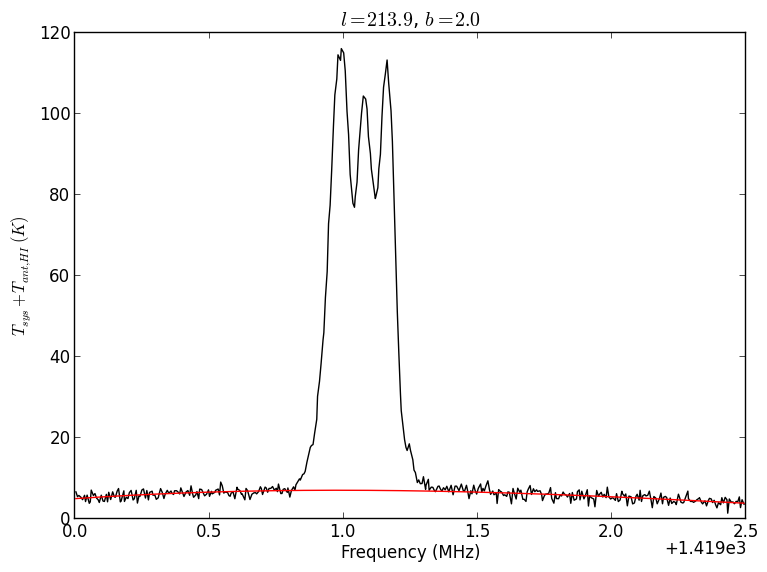 l = 213.9, b = 2.0
120
100
80
60
40
20
0
T_sys + T_ant,HI (K)
0.0 0.5 1.0 1.5 2.0 2.5
Frequency (MHz)
+1.419e3